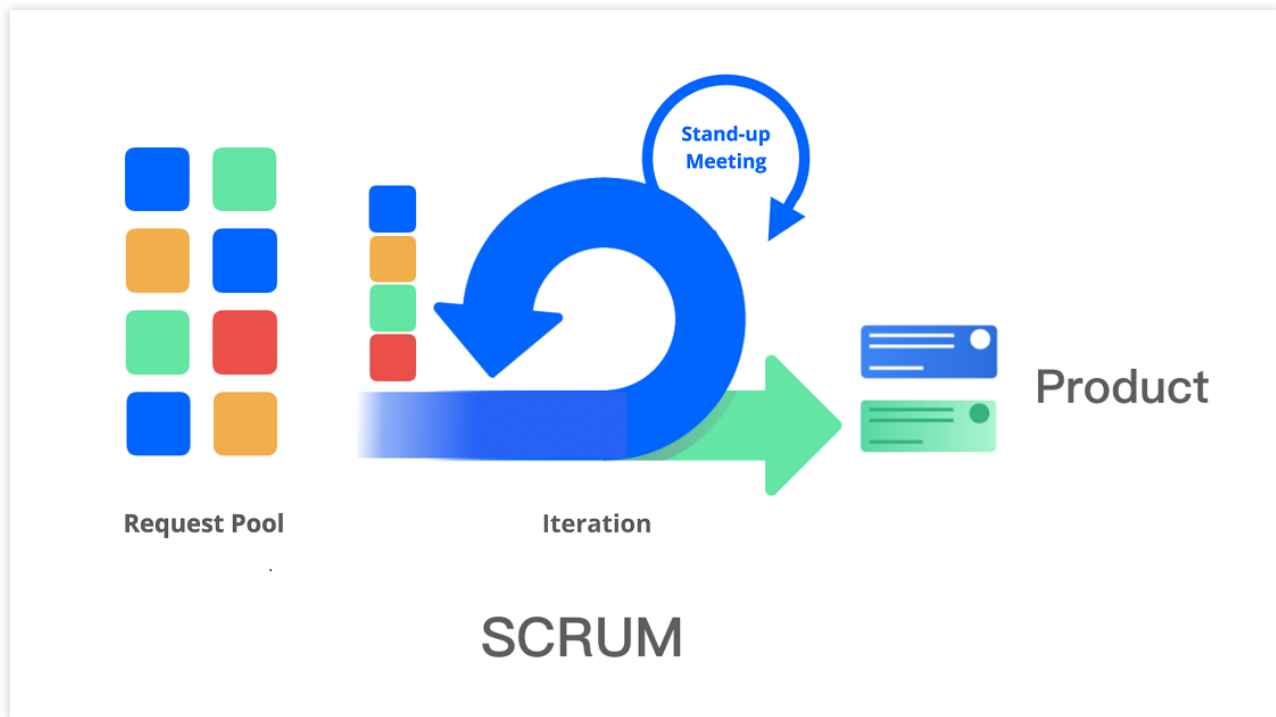 Stand-up
Meeting
Product
Request Pool
Iteration
.
SCRUM